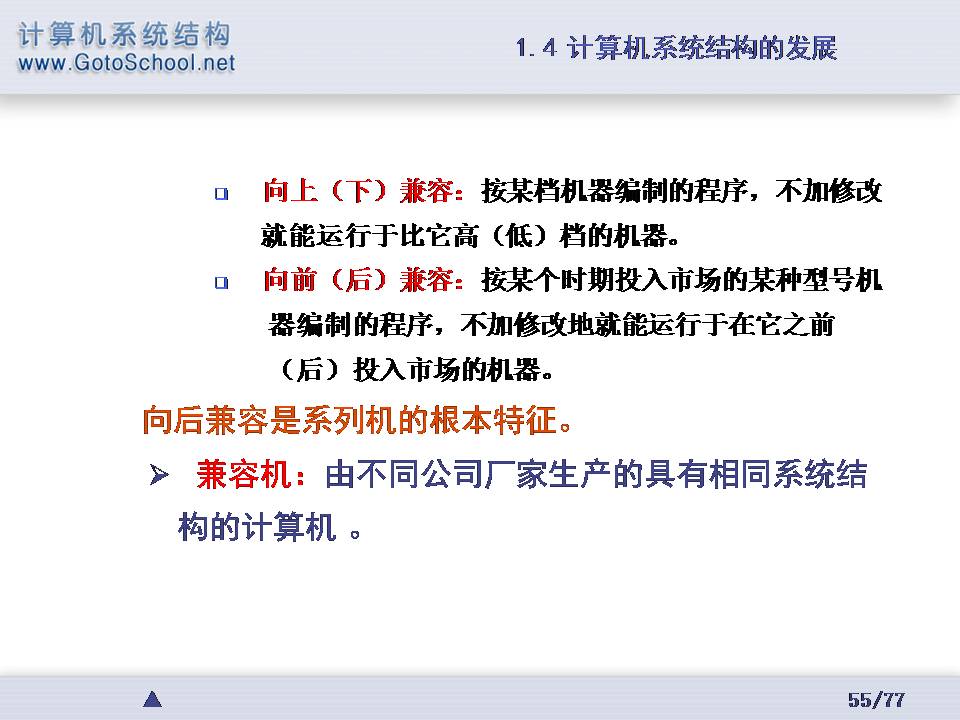 计算机系统结构
www.GotoSchool.net
1.4 计算机系统结构的发展
向上（下）兼容：按某档机器编制的程序，不加修改
就能运行于比它高（低）档的机器。
向前（后）兼容：按某个时期投入市场的某种型号机
器编制的程序，不加修改地就能运行于在它之前
（后）投入市场的机器。
向后兼容是系列机的根本特征。
兼容机：由不同公司厂家生产的具有相同系统结
构的计算机 。
55/77